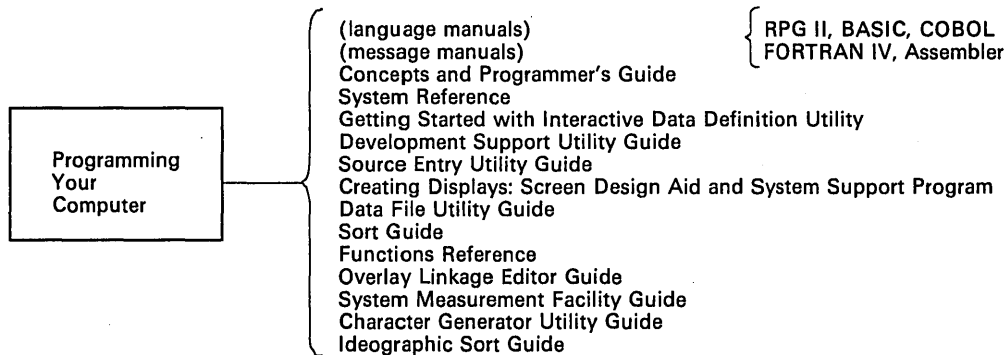 (language manuals) RPG II, BASIC, COBOL
(message manuals) FORTRAN IV, Assembler
Concepts and Programmer's Guide
System Reference
Getting Started with Interactive Data Definition Utility
Development Support Utility Guide
Source Entry Utility Guide
Creating Displays: Screen Design Aid and System Support Program
Data File Utility Guide
Sort Guide
Functions Reference
Overlay Linkage Editor Guide
System Measurement Facility Guide
Character Generator Utility Guide
Ideographic Sort Guide
Programming
Your
Computer